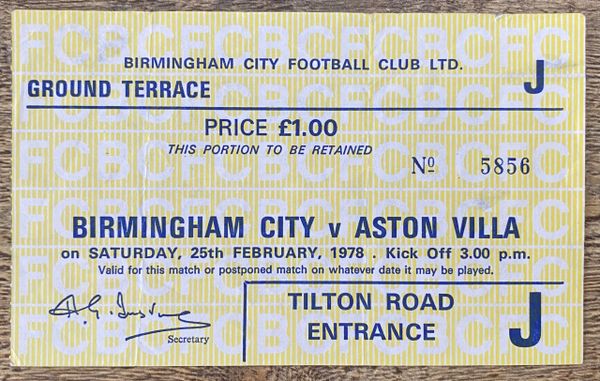 BIRMINGHAM CITY FOOTBALL CLUB LTD.
GROUND TERRACE
J
PRICE £1.00
THIS PORTION TO BE RETAINED
Nº 5856
BIRMINGHAM CITY v ASTON VILLA
on SATURDAY, 25th FEBRUARY, 1978 . Kick Off 3.00 p.m.
Valid for this match or postponed match on whatever date it may be played.
Secretary
TILTON ROAD
ENTRANCE
J